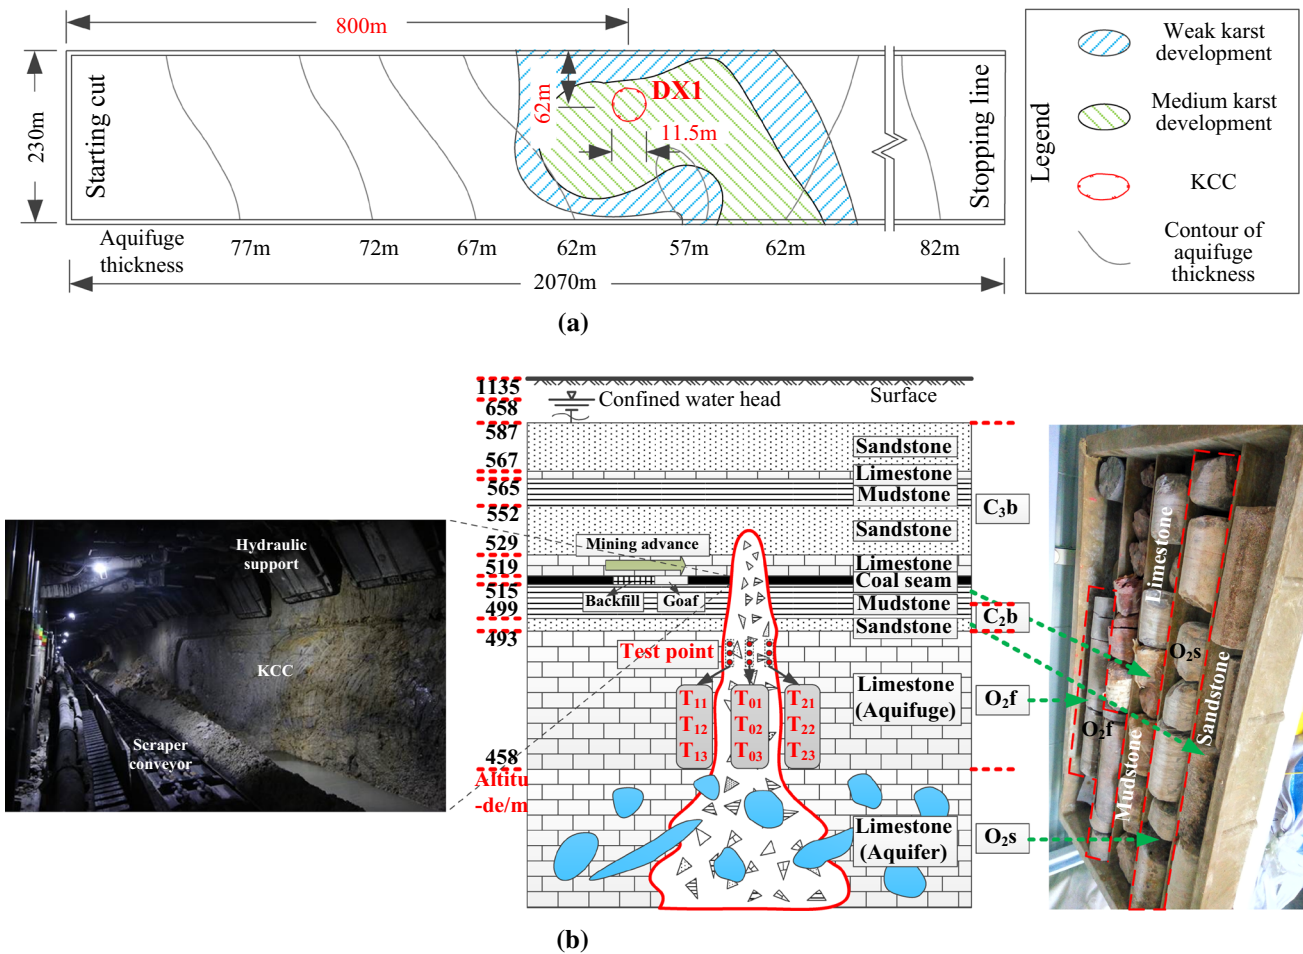 800m
Weak karst
development
62m
DX1
11.5m
230m
Starting cut
Stopping line
Legend
Medium karst
development
KCC
Contour of
aquifuge
thickness
Aquifuge
thickness
77m
72m
67m
62m
57m
62m
82m
2070m
(a)
1135
658
587
567
565
552
529
519
515
499
493
458
Altitu
-de/m
Confined water head
Surface
Sandstone
Limestone
Mudstone
Sandstone
Limestone
Coal seam
Mudstone
Sandstone
Limestone
(Aquifuge)
Limestone
(Aquifer)
Mining advance
Backfill
Goaf
Test point
T₁₁
T₁₂
T₁₃
T₀₁
T₀₂
T₀₃
T₂₁
T₂₂
T₂₃
C₃b
C₂b
O₂f
O₂s
Hydraulic
support
KCC
Scraper
conveyor
Limestone
O₂s
Sandstone
O₂f
Mudstone
(b)